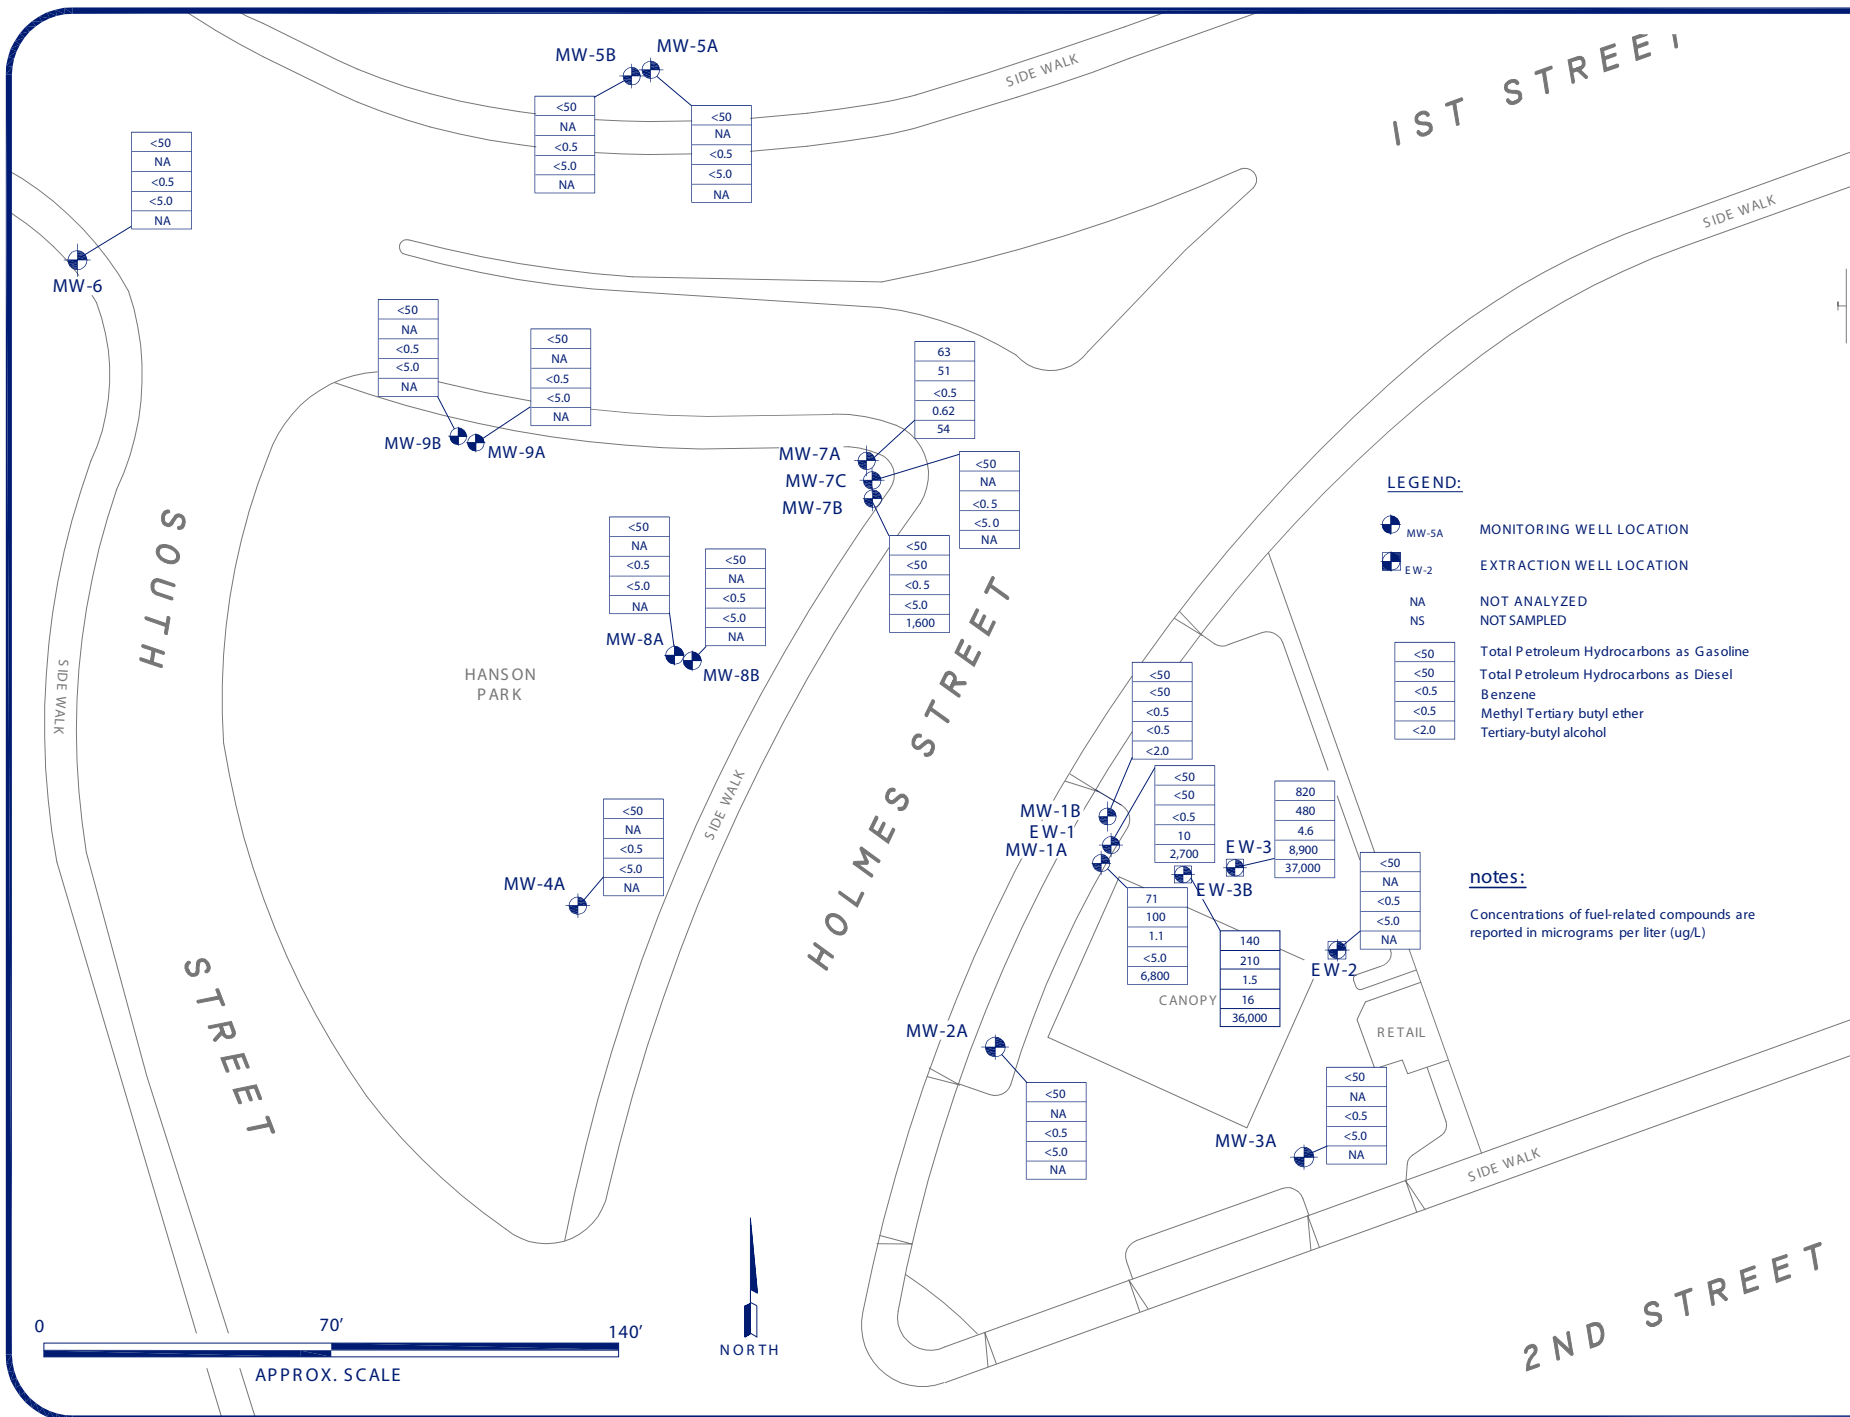 MW-5B
MW-5A
SIDE WALK
1ST STREET
<50
NA
<0.5
<5.0
NA
<50
NA
<0.5
<5.0
NA
<50
NA
<0.5
<5.0
NA
MW-6
SIDE WALK
<50
NA
<0.5
<5.0
NA
MW-9B
<50
NA
<0.5
<5.0
NA
MW-9A
63
51
<0.5
0.62
54
MW-7A
MW-7C
MW-7B
<50
NA
<0.5
<5.0
NA
<50
<50
<0.5
<5.0
1,600
<50
NA
<0.5
<5.0
NA
MW-8A
<50
NA
<0.5
<5.0
NA
MW-8B
HANSON
PARK
SOUTH
STREET
SIDE WALK
HOLMES STREET
SIDE WALK
LEGEND:
MW-5A
MONITORING WELL LOCATION
EW-2
EXTRACTION WELL LOCATION
NA NOT ANALYZED
NS NOT SAMPLED
<50 Total Petroleum Hydrocarbons as Gasoline
<50 Total Petroleum Hydrocarbons as Diesel
<0.5 Benzene
<0.5 Methyl Tertiary butyl ether
<2.0 Tertiary-butyl alcohol
<50
<50
<0.5
<0.5
<2.0
MW-1B
EW-1
MW-1A
<50
<50
<0.5
10
2,700
820
480
4.6
8,900
37,000
EW-3
EW-3B
71
100
1.1
<5.0
6,800
140
210
1.5
16
36,000
<50
NA
<0.5
<5.0
NA
EW-2
CANOPY
RETAIL
notes:
Concentrations of fuel-related compounds are
reported in micrograms per liter (ug/L)
<50
NA
<0.5
<5.0
NA
MW-4A
MW-2A
<50
NA
<0.5
<5.0
NA
<50
NA
<0.5
<5.0
NA
MW-3A
SIDE WALK
2ND STREET
NORTH
0 70' 140'
APPROX. SCALE